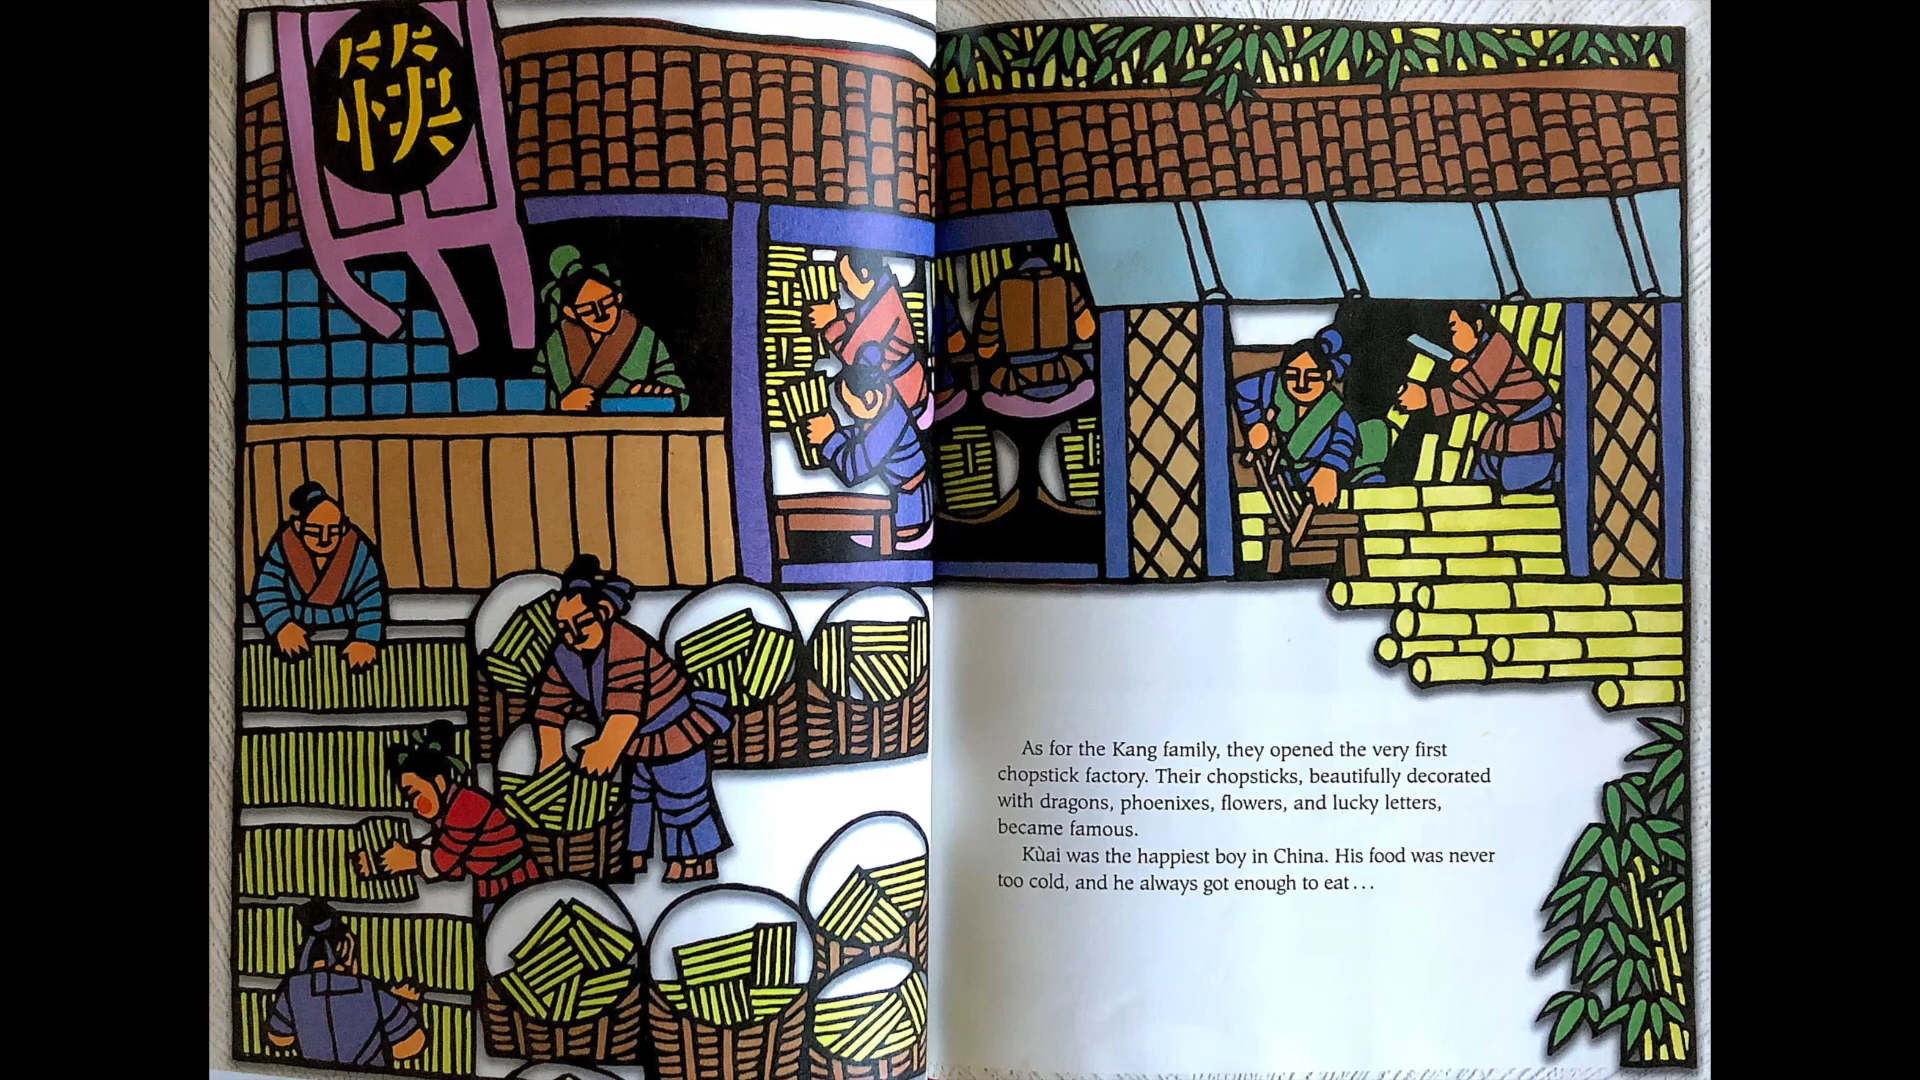 筷
As for the Kang family, they opened the very first
chopstick factory. Their chopsticks, beautifully decorated
with dragons, phoenixes, flowers, and lucky letters,
became famous.
Kùai was the happiest boy in China. His food was never
too cold, and he always got enough to eat . . .